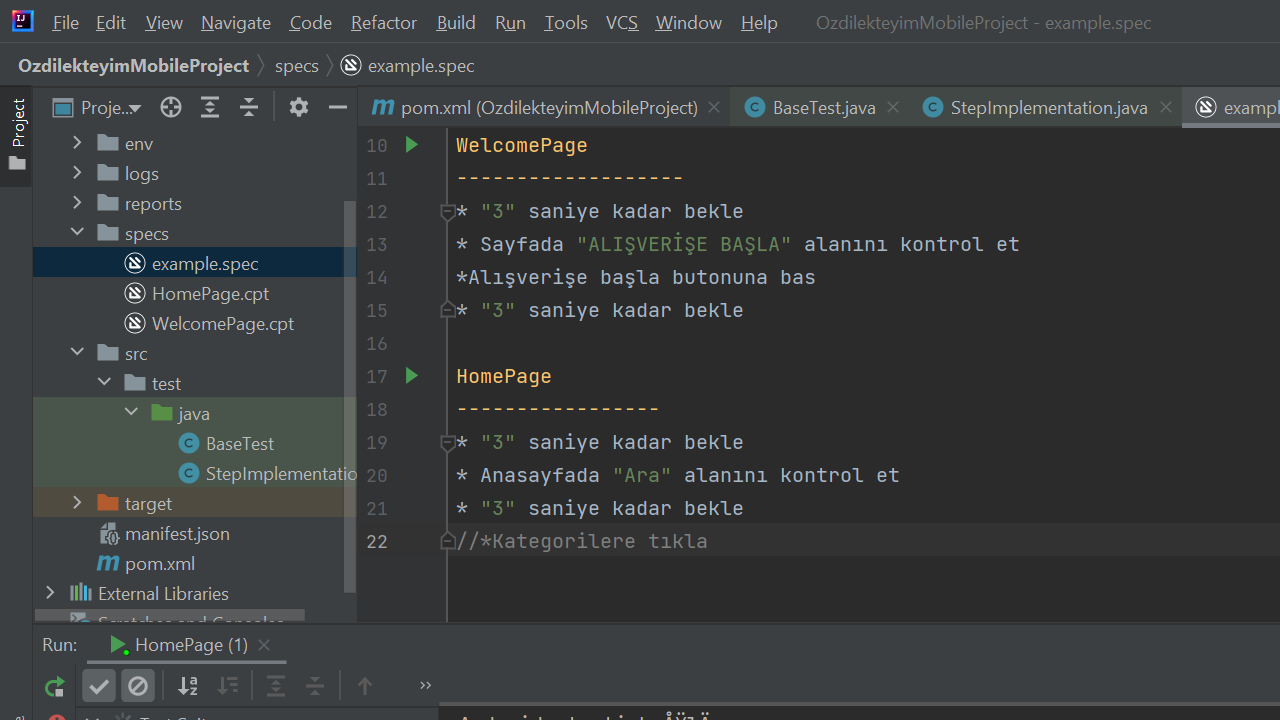 File Edit View Navigate Code Refactor Build Run Tools VCS Window Help OzdilekteyimMobileProject - example.spec
OzdilekteyimMobileProject specs example.spec
Project
Proje... pom.xml (OzdilekteyimMobileProject) BaseTest.java StepImplementation.java exampl
env
logs
reports
specs
example.spec
HomePage.cpt
WelcomePage.cpt
src
test
java
BaseTest
StepImplementatio
target
manifest.json
pom.xml
External Libraries
Scratches and Consoles
10 WelcomePage
11 -------------------
12 * "3" saniye kadar bekle
13 * Sayfada "ALIŞVERİŞE BAŞLA" alanını kontrol et
14 *Alışverişe başla butonuna bas
15 * "3" saniye kadar bekle
16
17 HomePage
18 -----------------
19 * "3" saniye kadar bekle
20 * Anasayfada "Ara" alanını kontrol et
21 * "3" saniye kadar bekle
22 //*Kategorilere tıkla
Run: HomePage (1)